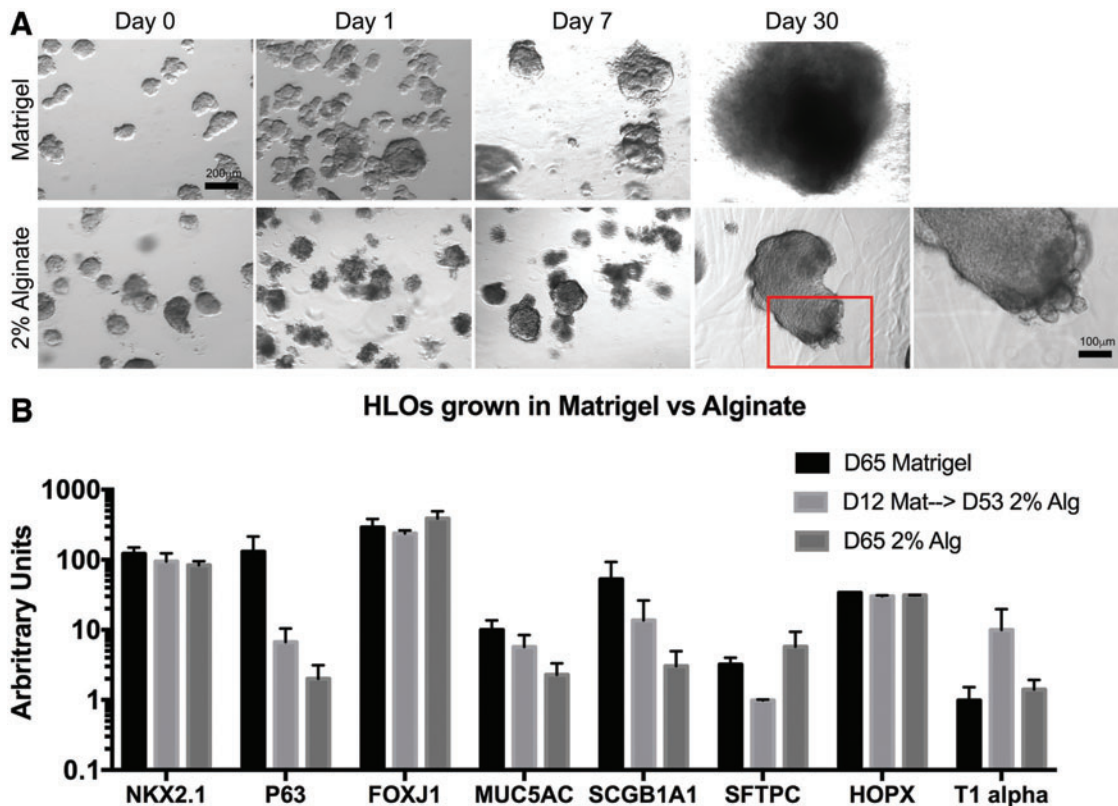 A
Day 0
Day 1
Day 7
Day 30
Matrigel
200μm
2% Alginate
100μm
B
HLOs grown in Matrigel vs Alginate
D65 Matrigel
D12 Mat--> D53 2% Alg
D65 2% Alg
Arbritrary Units
1000
100
10
1
0.1
NKX2.1
P63
FOXJ1
MUC5AC
SCGB1A1
SFTPC
HOPX
T1 alpha